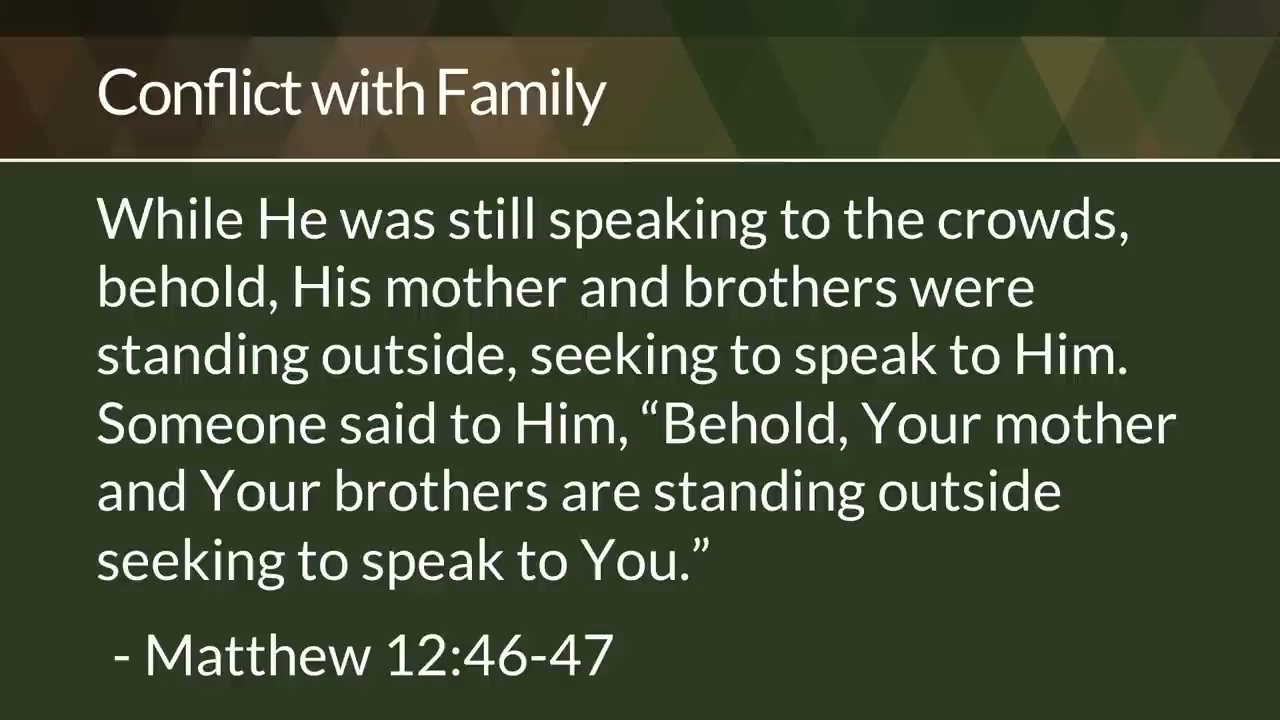 Conflict with Family
While He was still speaking to the crowds,
behold, His mother and brothers were
standing outside, seeking to speak to Him.
Someone said to Him, “Behold, Your mother
and Your brothers are standing outside
seeking to speak to You.”
- Matthew 12:46-47